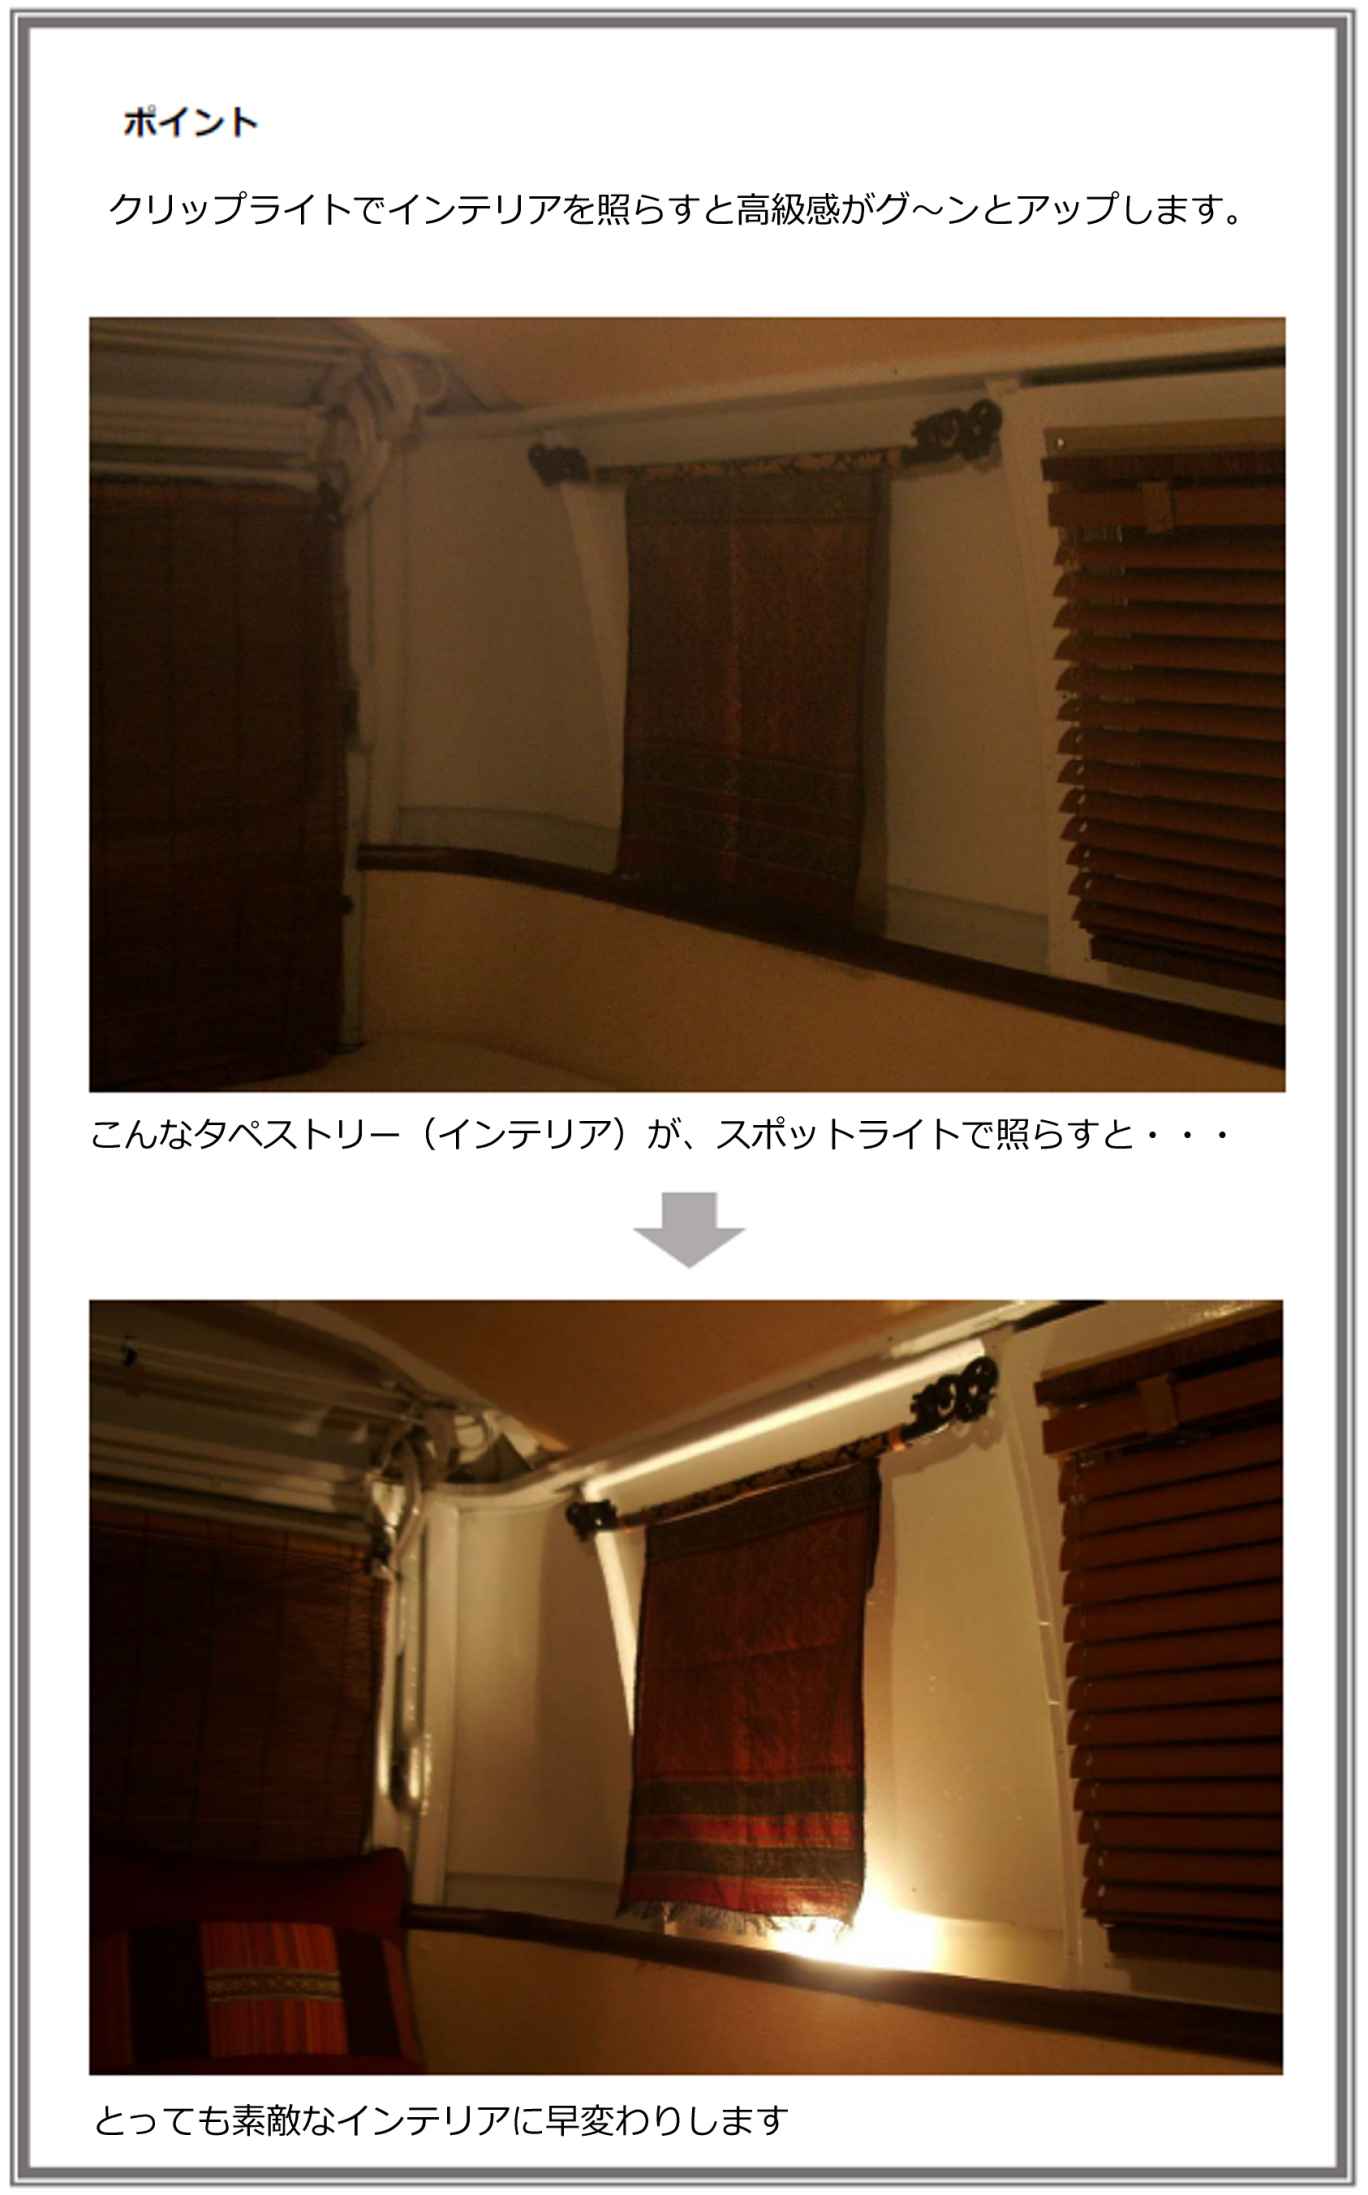 ポイント
クリップライトでインテリアを照らすと高級感がグ～ンとアップします。
こんなタペストリー（インテリア）が、スポットライトで照らすと・・・
とっても素敵なインテリアに早変わりします